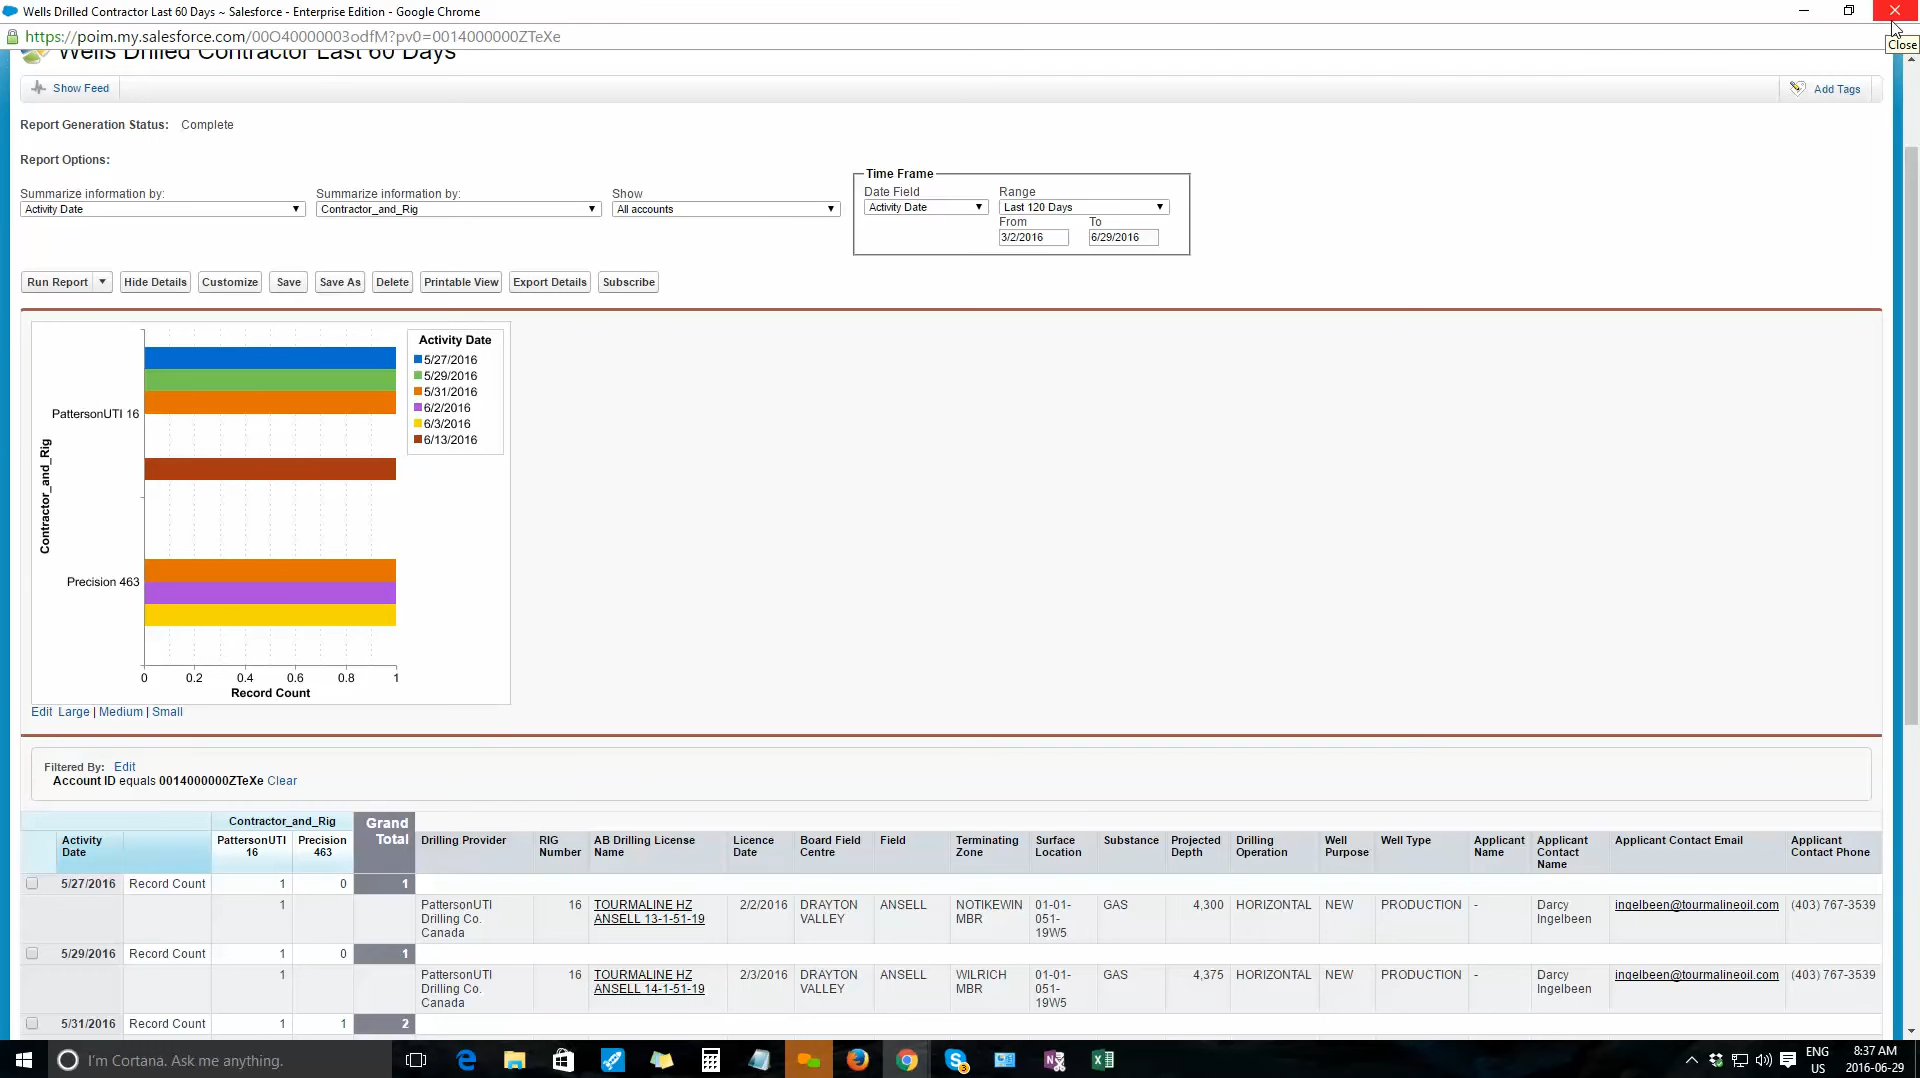 Wells Drilled Contractor Last 60 Days ~ Salesforce - Enterprise Edition - Google Chrome
https://poim.my.salesforce.com/00O40000003odfM?pv0=0014000000ZTeXe
Close
Wells Drilled Contractor Last 60 Days
Show Feed
Add Tags
Report Generation Status: Complete
Report Options:
Summarize information by: Summarize information by: Show
Activity Date Contractor_and_Rig All accounts
Time Frame
Date Field Range
Activity Date Last 120 Days
From To
3/2/2016 6/29/2016
Run Report Hide Details Customize Save Save As Delete Printable View Export Details Subscribe
Activity Date
5/27/2016
5/29/2016
5/31/2016
6/2/2016
6/3/2016
6/13/2016
Contractor_and_Rig
PattersonUTI 16
Precision 463
0 0.2 0.4 0.6 0.8 1
Record Count
Edit Large | Medium | Small
Filtered By: Edit
Account ID equals 0014000000ZTeXe Clear
Contractor_and_Rig
Activity Date PattersonUTI 16 Precision 463 Grand Total Drilling Provider RIG Number AB Drilling License Name Licence Date Board Field Centre Field Terminating Zone Surface Location Substance Projected Depth Drilling Operation Well Purpose Well Type Applicant Name Applicant Contact Name Applicant Contact Email Applicant Contact Phone
5/27/2016 Record Count 1 0 1
1 PattersonUTI Drilling Co. Canada 16 TOURMALINE HZ ANSELL 13-1-51-19 2/2/2016 DRAYTON VALLEY ANSELL NOTIKEWIN MBR 01-01-051-19W5 GAS 4,300 HORIZONTAL NEW PRODUCTION - Darcy Ingelbeen ingelbeen@tourmalineoil.com (403) 767-3539
5/29/2016 Record Count 1 0 1
1 PattersonUTI Drilling Co. Canada 16 TOURMALINE HZ ANSELL 14-1-51-19 2/3/2016 DRAYTON VALLEY ANSELL WILRICH MBR 01-01-051-19W5 GAS 4,375 HORIZONTAL NEW PRODUCTION - Darcy Ingelbeen ingelbeen@tourmalineoil.com (403) 767-3539
5/31/2016 Record Count 1 1 2
I'm Cortana. Ask me anything.
3
ENG
US
8:37 AM
2016-06-29